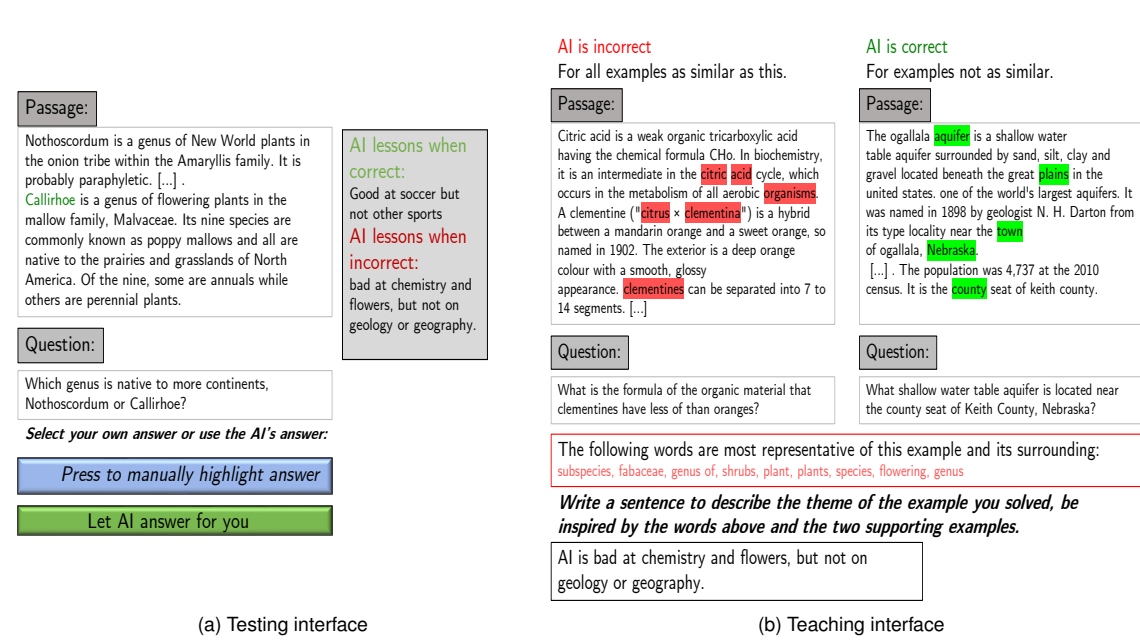 Passage:
Nothoscordum is a genus of New World plants in
the onion tribe within the Amaryllis family. It is
probably paraphyletic. [...] .
Callirhoe is a genus of flowering plants in the
mallow family, Malvaceae. Its nine species are
commonly known as poppy mallows and all are
native to the prairies and grasslands of North
America. Of the nine, some are annuals while
others are perennial plants.
AI lessons when
correct:
Good at soccer but
not other sports
AI lessons when
incorrect:
bad at chemistry and
flowers, but not on
geology or geography.
Question:
Which genus is native to more continents,
Nothoscordum or Callirhoe?
Select your own answer or use the AI's answer:
Press to manually highlight answer
Let AI answer for you
(a) Testing interface
AI is incorrect
For all examples as similar as this.
Passage:
Citric acid is a weak organic tricarboxylic acid
having the chemical formula CHo. In biochemistry,
it is an intermediate in the citric acid cycle, which
occurs in the metabolism of all aerobic organisms.
A clementine ("citrus × clementina") is a hybrid
between a mandarin orange and a sweet orange, so
named in 1902. The exterior is a deep orange
colour with a smooth, glossy
appearance. clementines can be separated into 7 to
14 segments. [...]
Question:
What is the formula of the organic material that
clementines have less of than oranges?
AI is correct
For examples not as similar.
Passage:
The ogallala aquifer is a shallow water
table aquifer surrounded by sand, silt, clay and
gravel located beneath the great plains in the
united states. one of the world's largest aquifers. It
was named in 1898 by geologist N. H. Darton from
its type locality near the town
of ogallala, Nebraska.
[...] . The population was 4,737 at the 2010
census. It is the county seat of keith county.
Question:
What shallow water table aquifer is located near
the county seat of Keith County, Nebraska?
The following words are most representative of this example and its surrounding:
subspecies, fabaceae, genus of, shrubs, plant, plants, species, flowering, genus
Write a sentence to describe the theme of the example you solved, be
inspired by the words above and the two supporting examples.
AI is bad at chemistry and flowers, but not on
geology or geography.
(b) Teaching interface